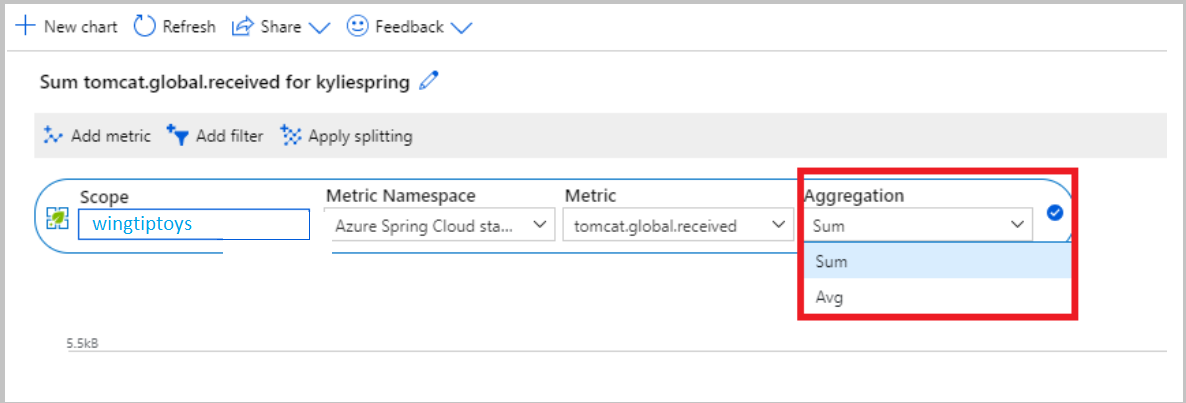 New chart Refresh Share Feedback
Sum tomcat.global.received for kyliespring
Add metric Add filter Apply splitting
Scope Metric Namespace Metric Aggregation
wingtiptoys Azure Spring Cloud sta... tomcat.global.received Sum
Sum
Avg
5.5kB